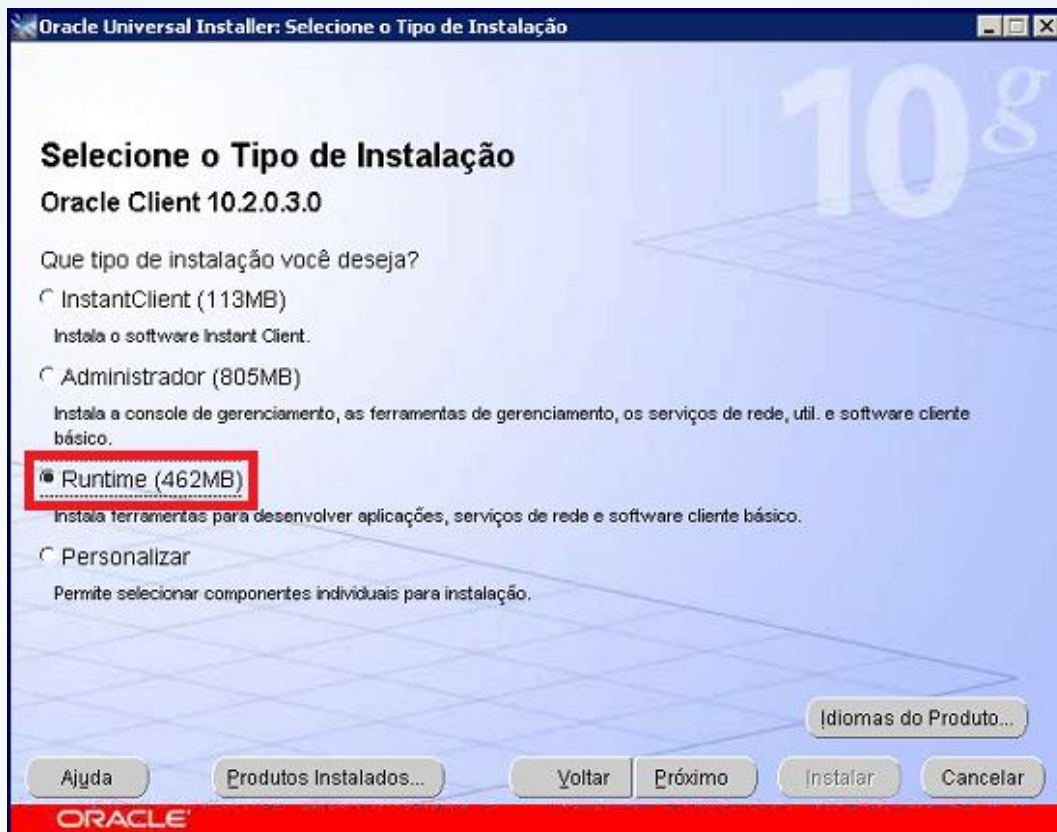 Oracle Universal Installer: Selecione o Tipo de Instalação
10g
Selecione o Tipo de Instalação
Oracle Client 10.2.0.3.0
Que tipo de instalação você deseja?
InstantClient (113MB)
Instala o software Instant Client.
Administrador (805MB)
Instala a console de gerenciamento, as ferramentas de gerenciamento, os serviços de rede, util. e software cliente
básico.
Runtime (462MB)
Instala ferramentas para desenvolver aplicações, serviços de rede e software cliente básico.
Personalizar
Permite selecionar componentes individuais para instalação.
Idiomas do Produto...
Ajuda
Produtos Instalados...
Voltar
Próximo
Instalar
Cancelar
ORACLE